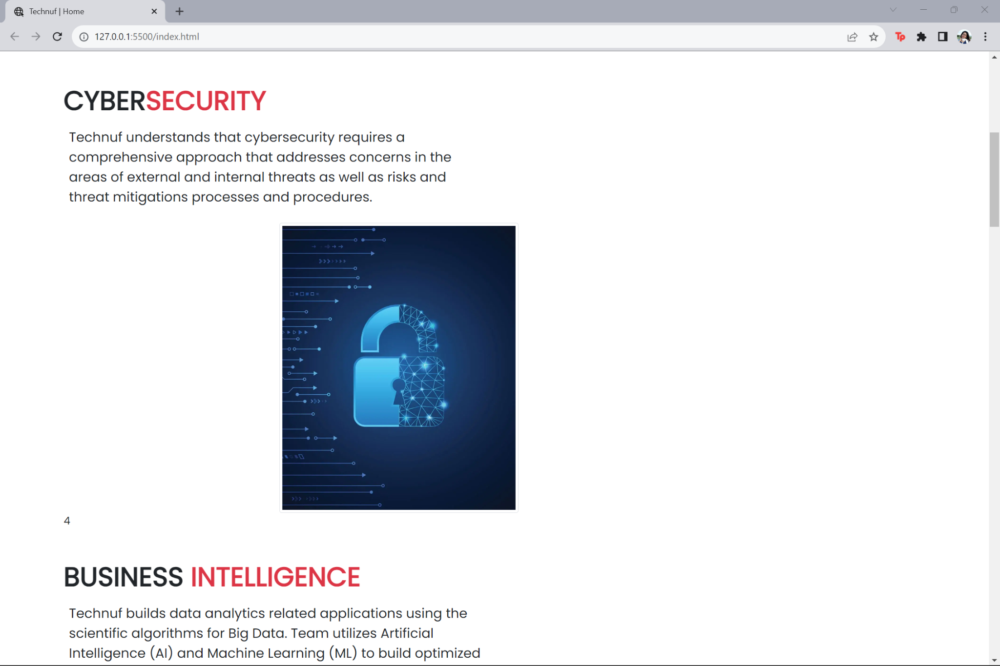 Technuf | Home
127.0.0.1:5500/index.html
Tp
CYBERSECURITY
Technuf understands that cybersecurity requires a
comprehensive approach that addresses concerns in the
areas of external and internal threats as well as risks and
threat mitigations processes and procedures.
4
BUSINESS INTELLIGENCE
Technuf builds data analytics related applications using the
scientific algorithms for Big Data. Team utilizes Artificial
Intelligence (AI) and Machine Learning (ML) to build optimized